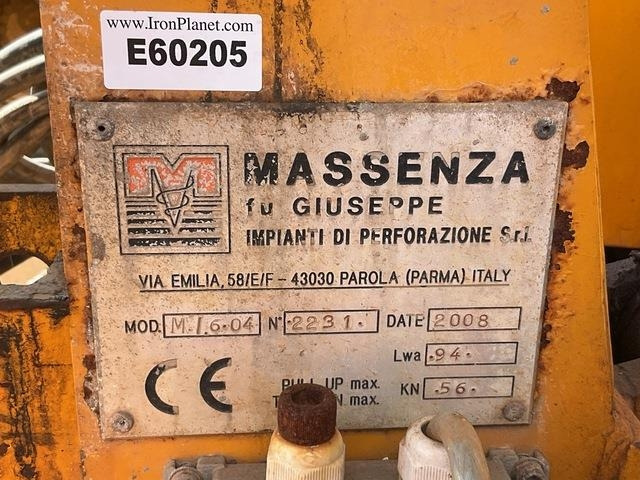 www.IronPlanet.com
E60205
M
MASSENZA
fu GIUSEPPE
IMPIANTI DI PERFORAZIONE S.r.l.
VIA EMILIA, 58/E/F - 43030 PAROLA (PARMA) ITALY
MOD. M.I.6.04 N° .2231. DATE 2008
Lwa .94.
CE
PULL UP max. KN .56.
max.